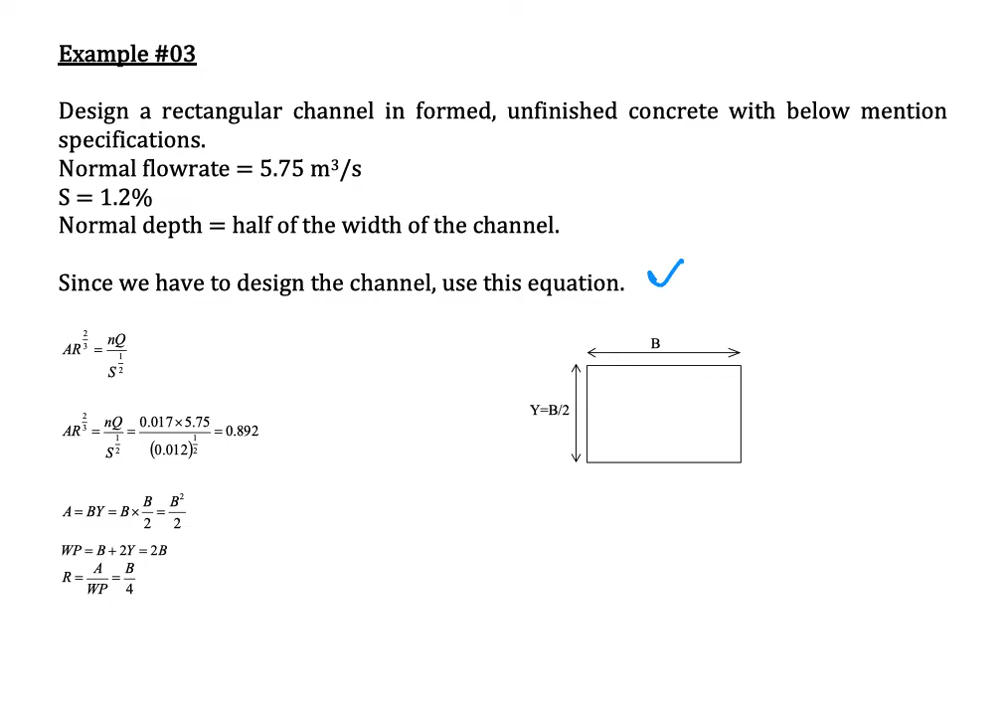 Example #03
Design a rectangular channel in formed, unfinished concrete with below mention
specifications.
Normal flowrate = 5.75 m³/s
S = 1.2%
Normal depth = half of the width of the channel.
Since we have to design the channel, use this equation.
AR^(2/3) = nQ / S^(1/2)
AR^(2/3) = nQ / S^(1/2) = 0.017×5.75 / (0.012)^(1/2) = 0.892
A = BY = B× B/2 = B²/2
WP = B + 2Y = 2B
R = A/WP = B/4
B
Y=B/2